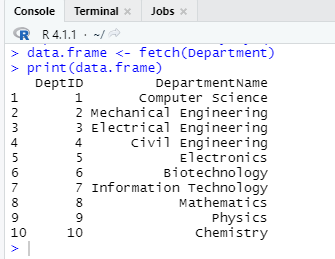 Console Terminal × Jobs ×
R 4.1.1 · ~/
> data.frame <- fetch(Department)
> print(data.frame)
   DeptID         DepartmentName
1       1       Computer Science
2       2 Mechanical Engineering
3       3 Electrical Engineering
4       4      Civil Engineering
5       5            Electronics
6       6          Biotechnology
7       7 Information Technology
8       8            Mathematics
9       9                Physics
10     10              Chemistry
>